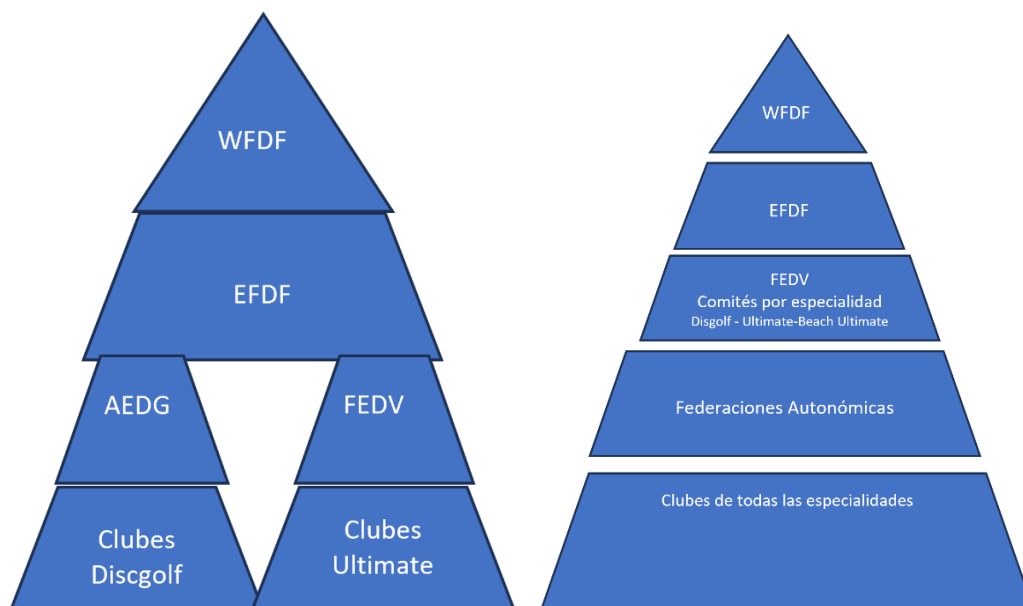 WFDF
EFDF
AEDG
FEDV
Clubes
Discgolf
Clubes
Ultimate
WFDF
EFDF
FEDV
Comités por especialidad
Disgolf - Ultimate-Beach Ultimate
Federaciones Autonómicas
Clubes de todas las especialidades